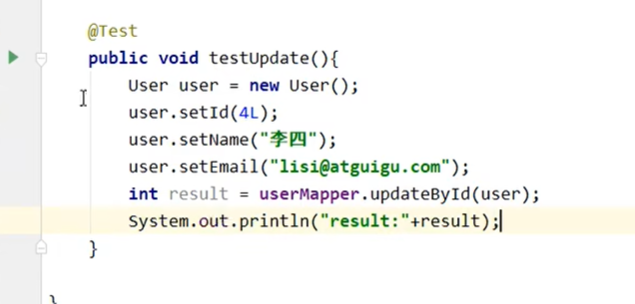 @Test
public void testUpdate(){
User user = new User();
user.setId(4L);
user.setName("李四");
user.setEmail("lisi@atguigu.com");
int result = userMapper.updateById(user);
System.out.println("result:"+result);
}
}